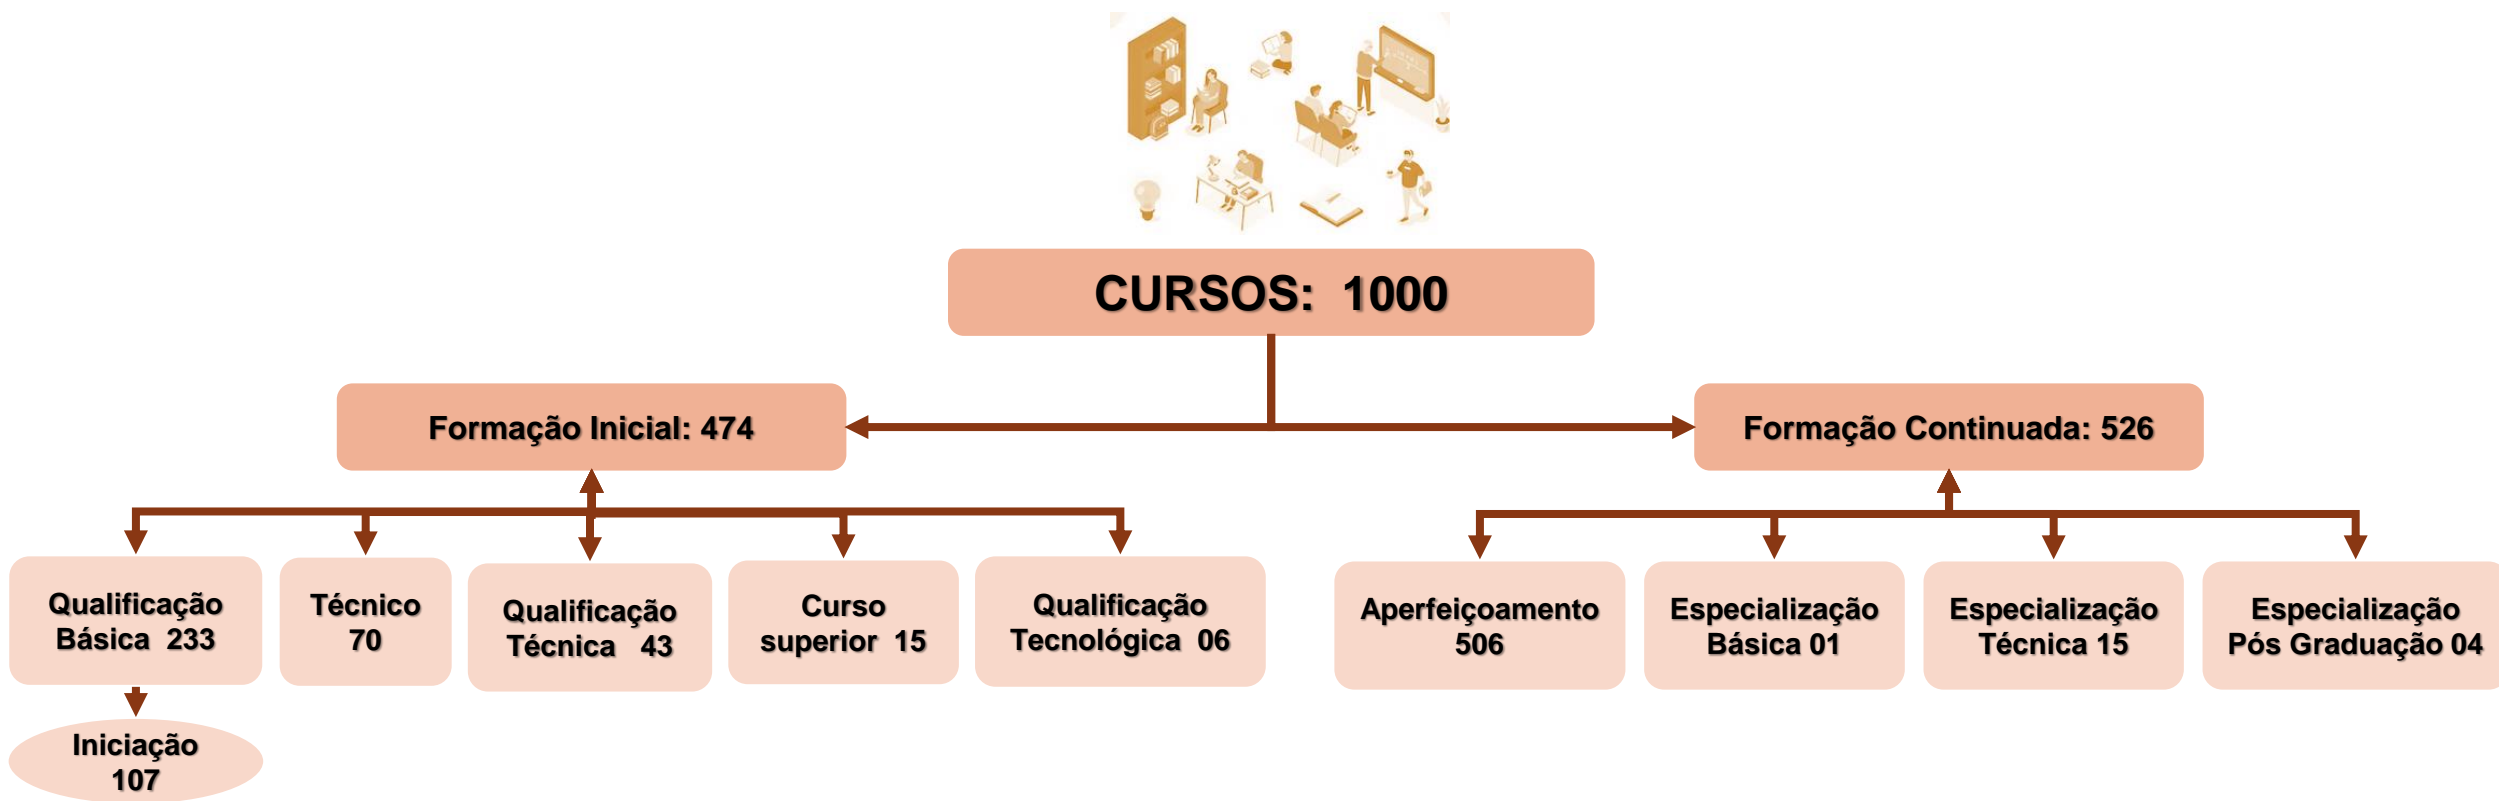 CURSOS: 1000
Formação Inicial: 474
Formação Continuada: 526
Qualificação
Básica 233
Técnico
70
Qualificação
Técnica 43
Curso
superior 15
Qualificação
Tecnológica 06
Aperfeiçoamento
506
Especialização
Básica 01
Especialização
Técnica 15
Especialização
Pós Graduação 04
Iniciação
107